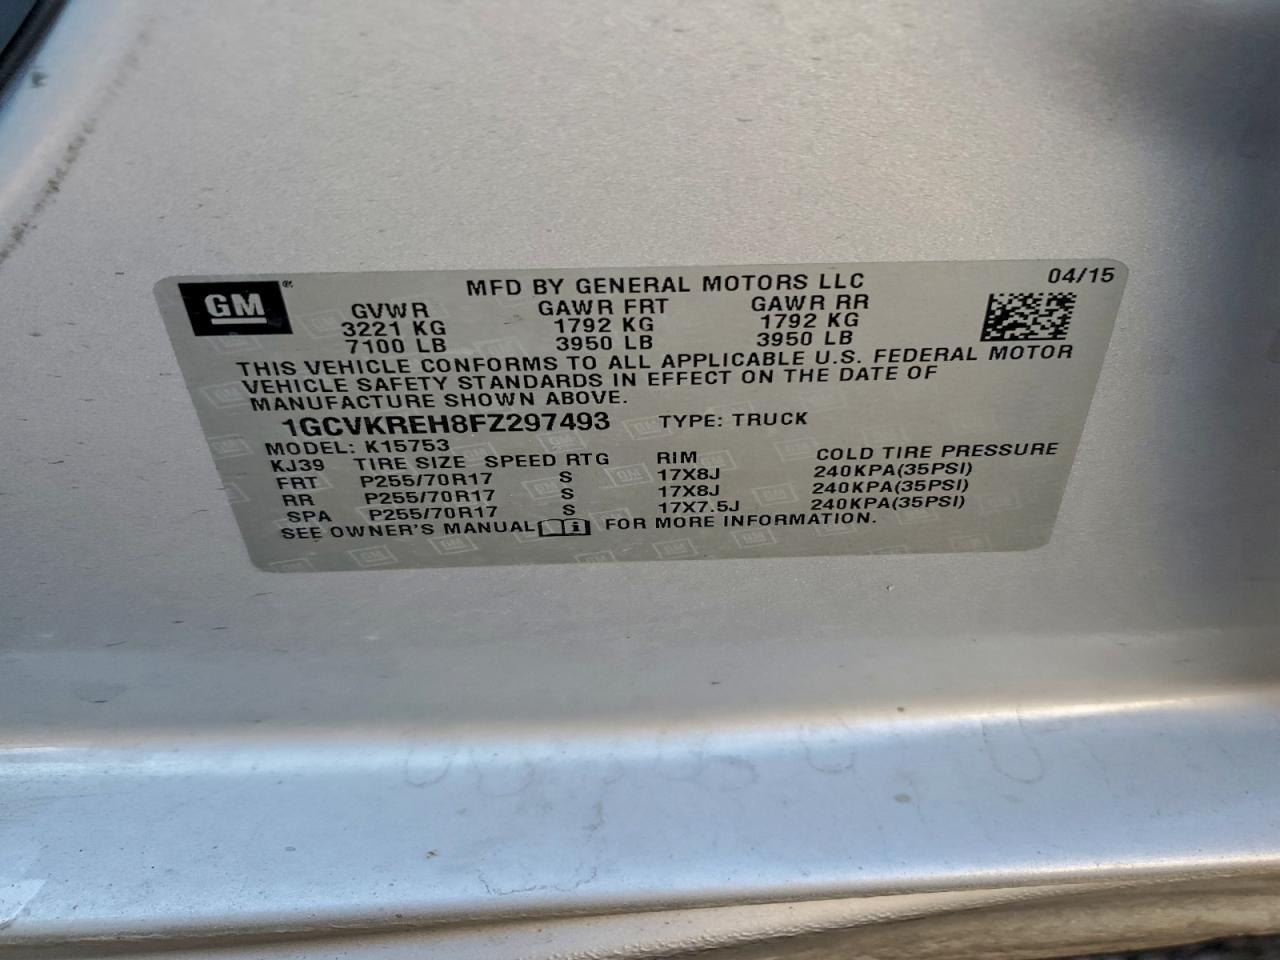 GM®
MFD BY GENERAL MOTORS LLC 04/15
GVWR GAWR FRT GAWR RR
3221 KG 1792 KG 1792 KG
7100 LB 3950 LB 3950 LB
THIS VEHICLE CONFORMS TO ALL APPLICABLE U.S. FEDERAL MOTOR
VEHICLE SAFETY STANDARDS IN EFFECT ON THE DATE OF
MANUFACTURE SHOWN ABOVE.
1GCVKREH8FZ297493 TYPE: TRUCK
MODEL: K15753
KJ39 TIRE SIZE SPEED RTG RIM COLD TIRE PRESSURE
FRT P255/70R17 S 17X8J 240KPA(35PSI)
RR P255/70R17 S 17X8J 240KPA(35PSI)
SPA P255/70R17 S 17X7.5J 240KPA(35PSI)
SEE OWNER'S MANUAL FOR MORE INFORMATION.